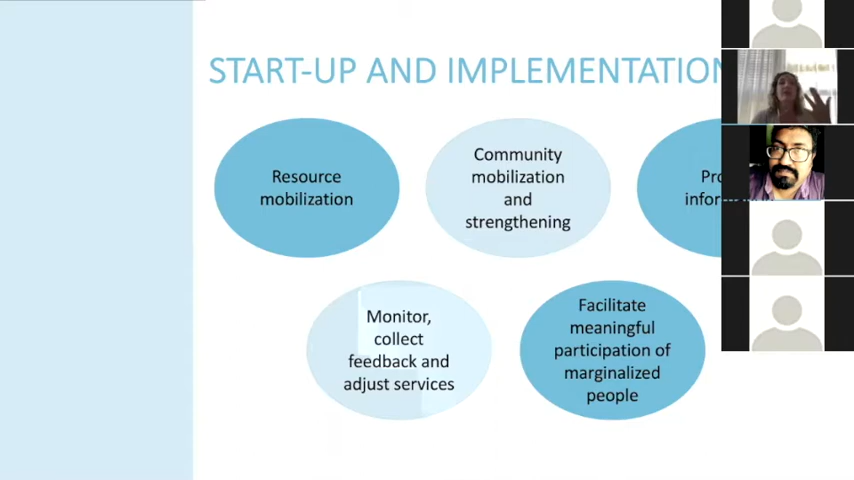 START-UP AND IMPLEMENTATION
Resource
mobilization
Community
mobilization
and
strengthening
Monitor,
collect
feedback and
adjust services
Facilitate
meaningful
participation of
marginalized
people